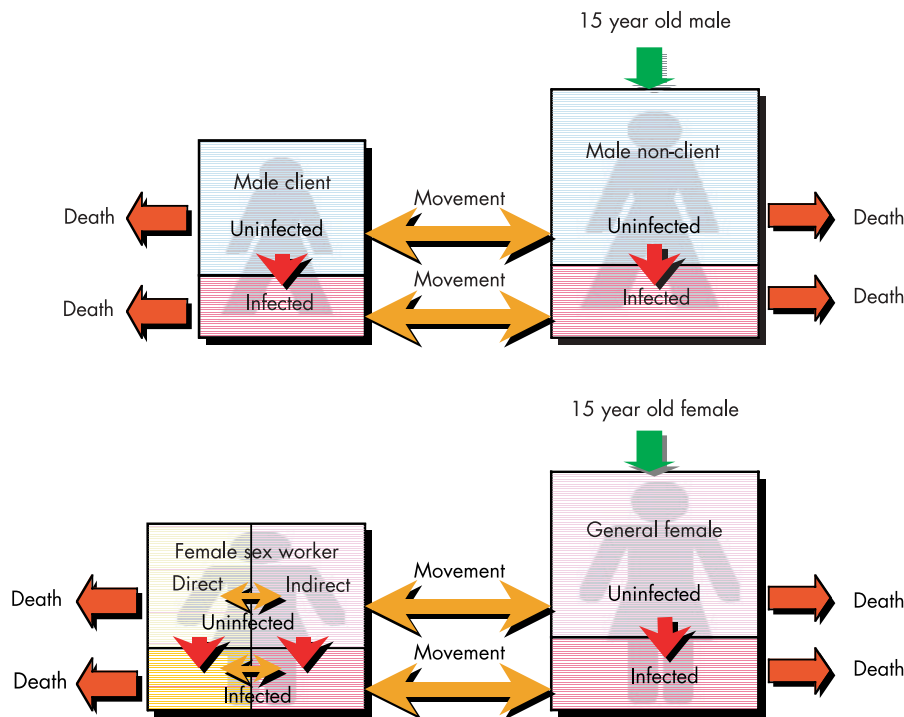 15 year old male
Male non-client
Male client
Movement
Death
Uninfected
Uninfected
Death
Movement
Death
Infected
Infected
Death
15 year old female
General female
Female sex worker
Movement
Direct
Indirect
Death
Uninfected
Uninfected
Death
Movement
Death
Infected
Infected
Death